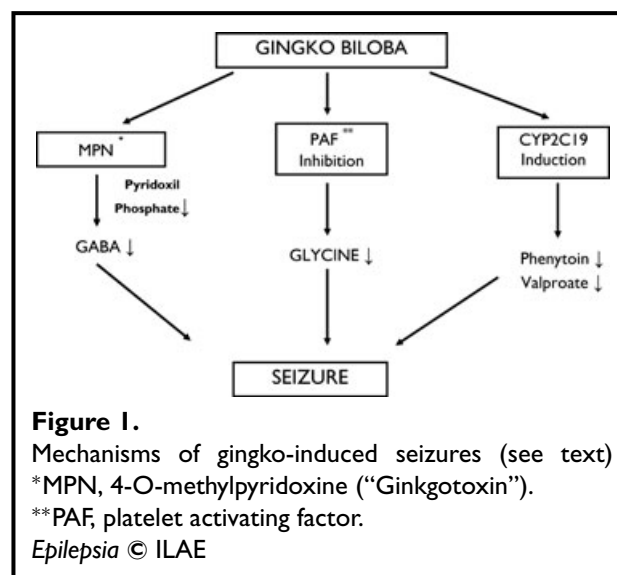 GINGKO BILOBA
MPN *
PAF **
Inhibition
CYP2C19
Induction
Pyridoxil
Phosphate↓
GABA ↓
GLYCINE ↓
Phenytoin ↓
Valproate ↓
SEIZURE
Figure 1.
Mechanisms of gingko-induced seizures (see text)
*MPN, 4-O-methylpyridoxine (“Ginkgotoxin”).
**PAF, platelet activating factor.
Epilepsia © ILAE